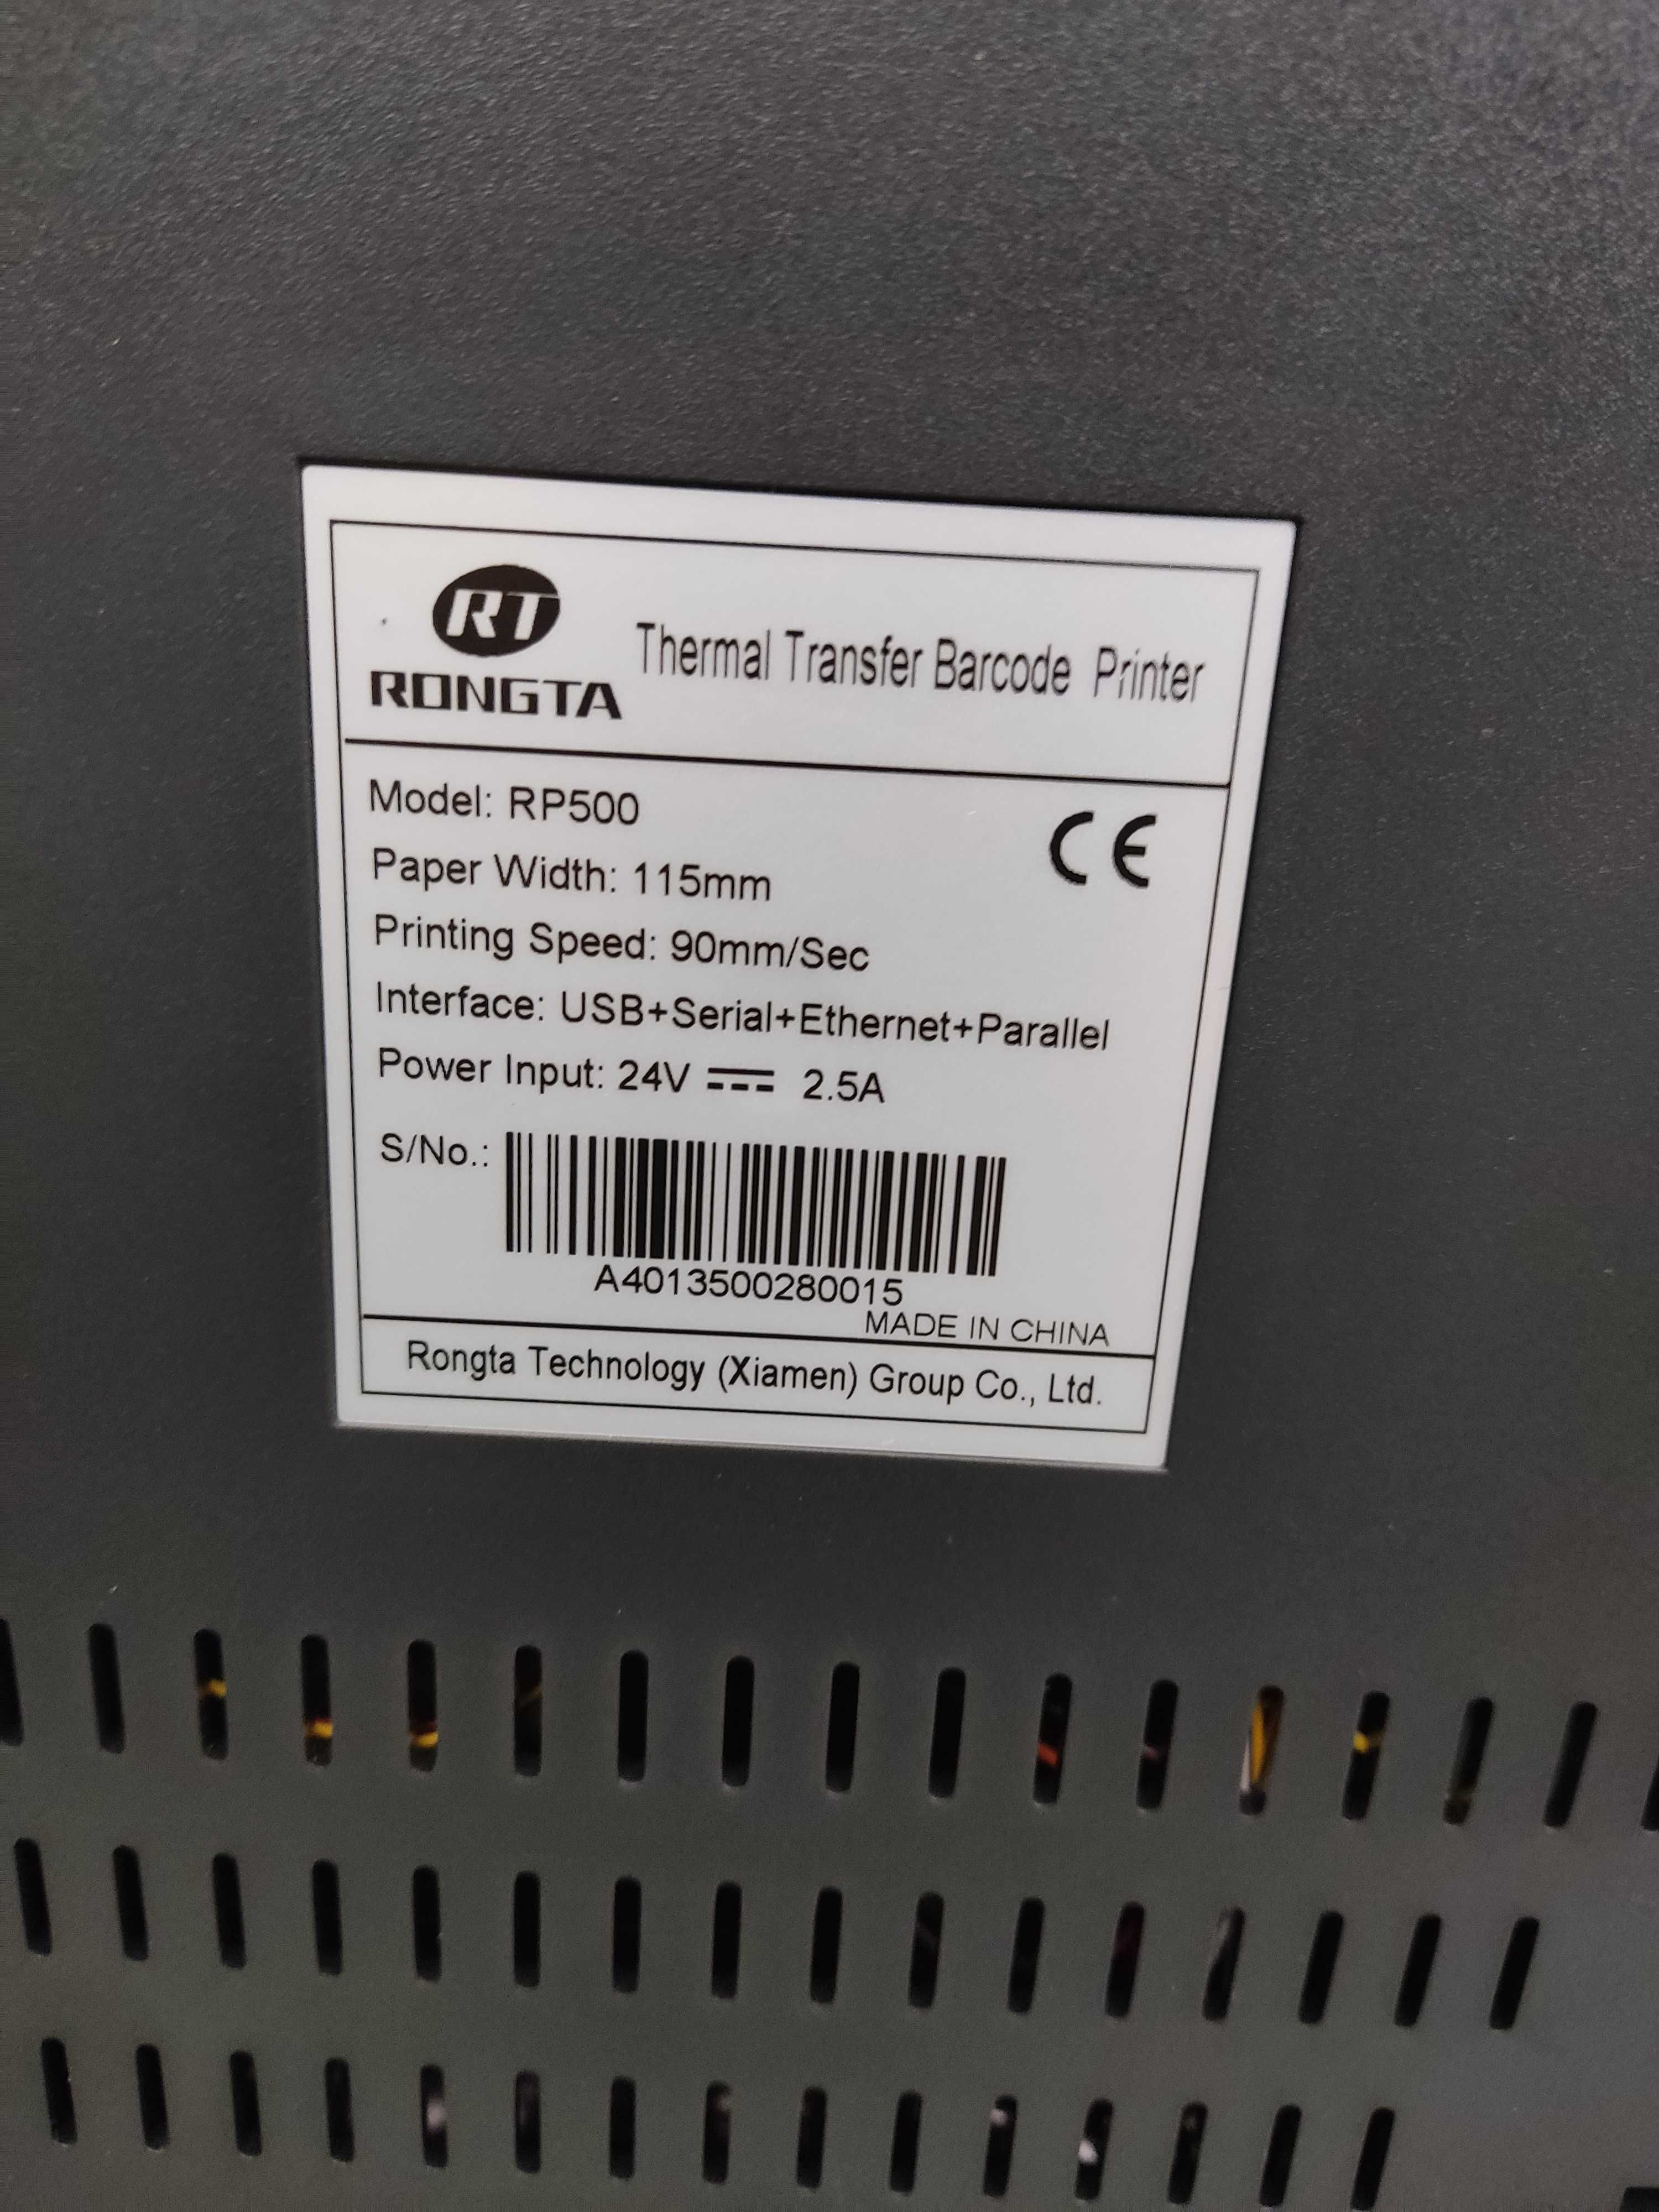 RT
RONGTA
Thermal Transfer Barcode Printer
Model: RP500
CE
Paper Width: 115mm
Printing Speed: 90mm/Sec
Interface: USB+Serial+Ethernet+Parallel
Power Input: 24V ⎓ 2.5A
S/No.:
A4013500280015
MADE IN CHINA
Rongta Technology (Xiamen) Group Co., Ltd.